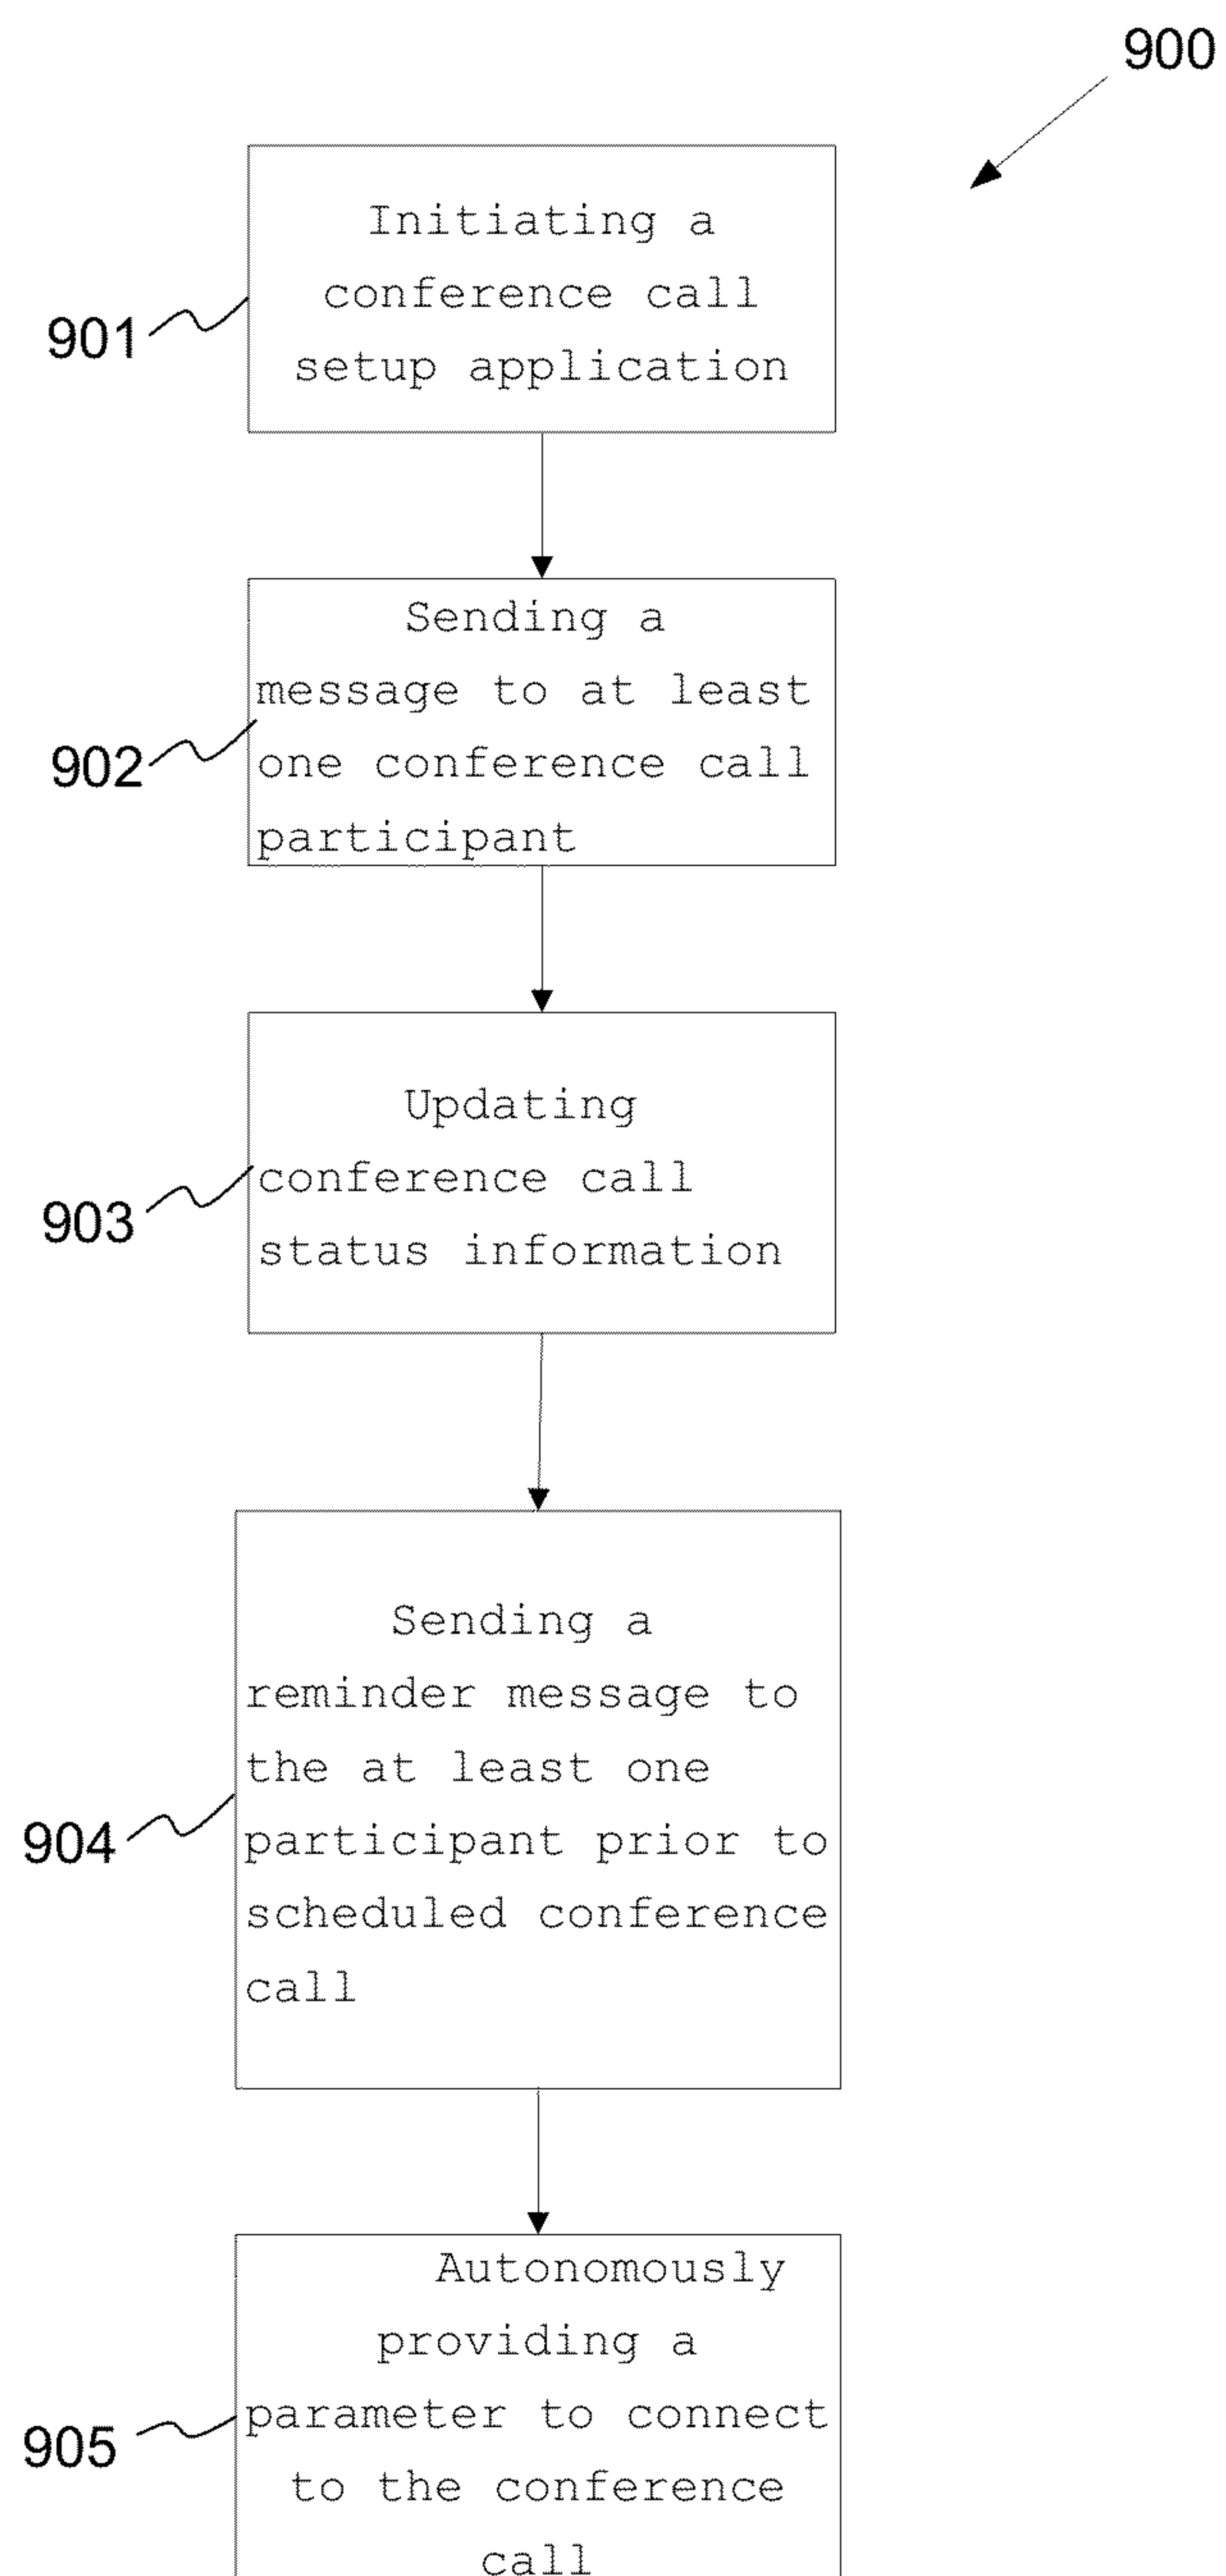 900
Initiating a
conference call
setup application
901
Sending a
message to at least
one conference call
participant
902
Updating
conference call
status information
903
Sending a
reminder message to
the at least one
participant prior to
scheduled conference
call
904
Autonomously
providing a
parameter to connect
to the conference
call
905